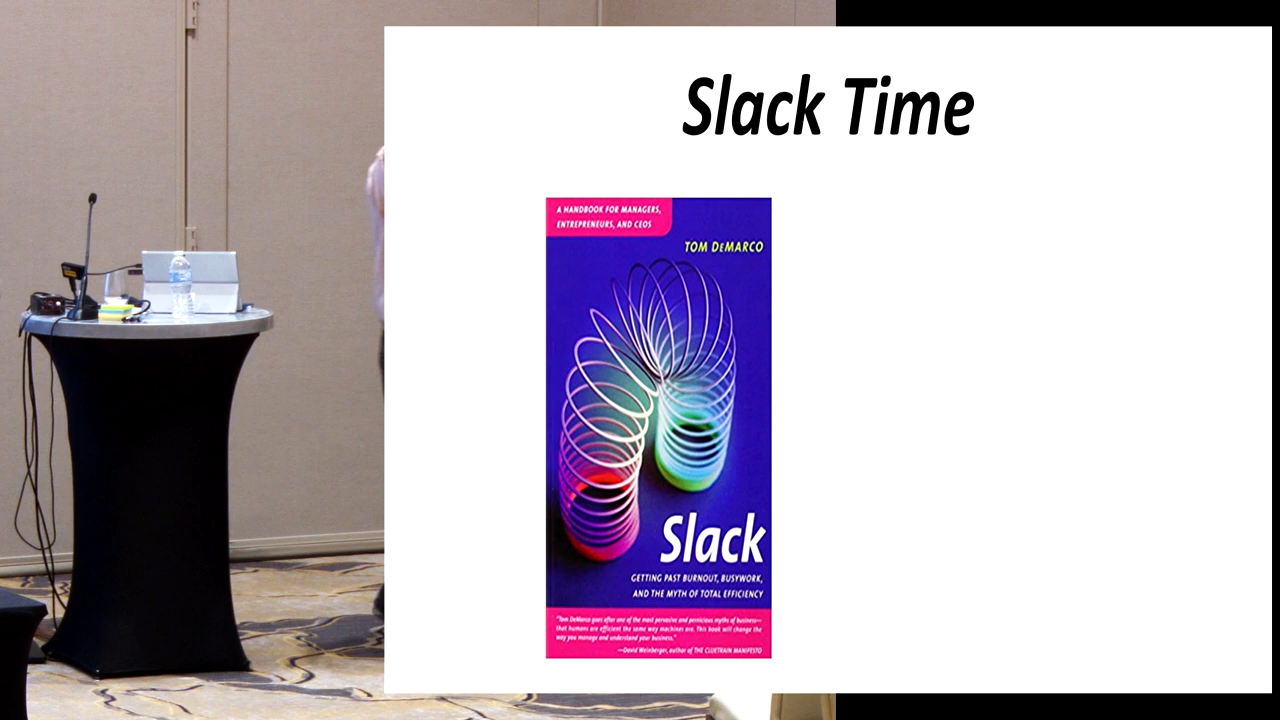 Slack Time
A HANDBOOK FOR MANAGERS,
ENTREPRENEURS, AND CEOS
TOM DEMARCO
Slack
GETTING PAST BURNOUT, BUSYWORK,
AND THE MYTH OF TOTAL EFFICIENCY
"Tom DeMarco goes after one of the most pervasive and pernicious myths of business—
that humans are efficient the same way machines are. This book will change the
way you manage and understand your business."
—David Weinberger, author of THE CLUETRAIN MANIFESTO